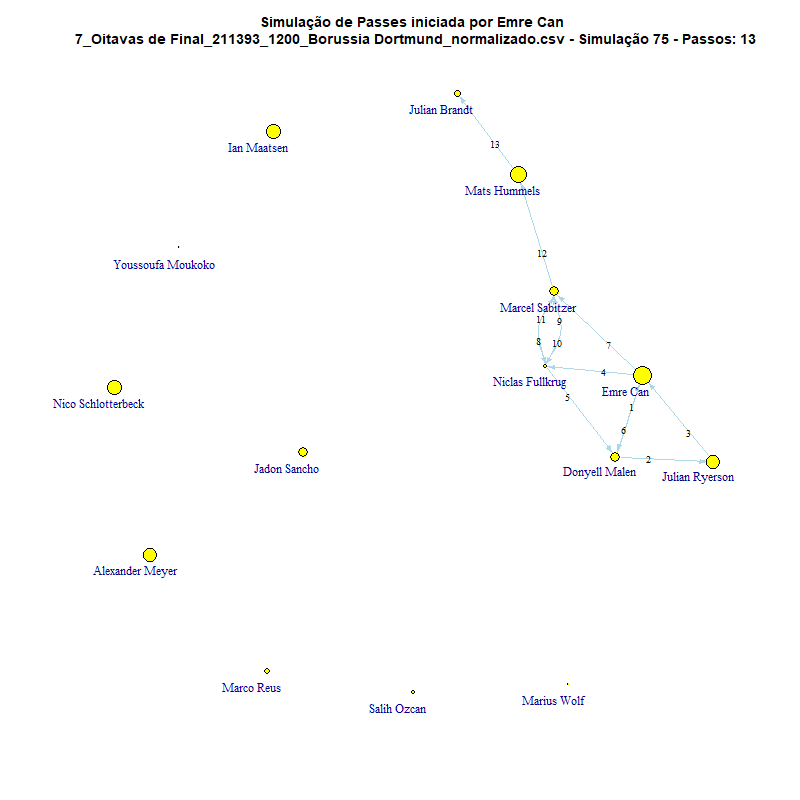 Simulação de Passes iniciada por Emre Can
7_Oitavas de Final_211393_1200_Borussia Dortmund_normalizado.csv - Simulação 75 - Passos: 13
Julian Brandt
Ian Maatsen
13
Mats Hummels
12
Youssoufa Moukoko
Marcel Sabitzer
11
9
8
10
7
Niclas Fullkrug
4
Emre Can
5
1
Nico Schlotterbeck
6
3
2
Jadon Sancho
Donyell Malen
Julian Ryerson
Alexander Meyer
Marco Reus
Salih Ozcan
Marius Wolf